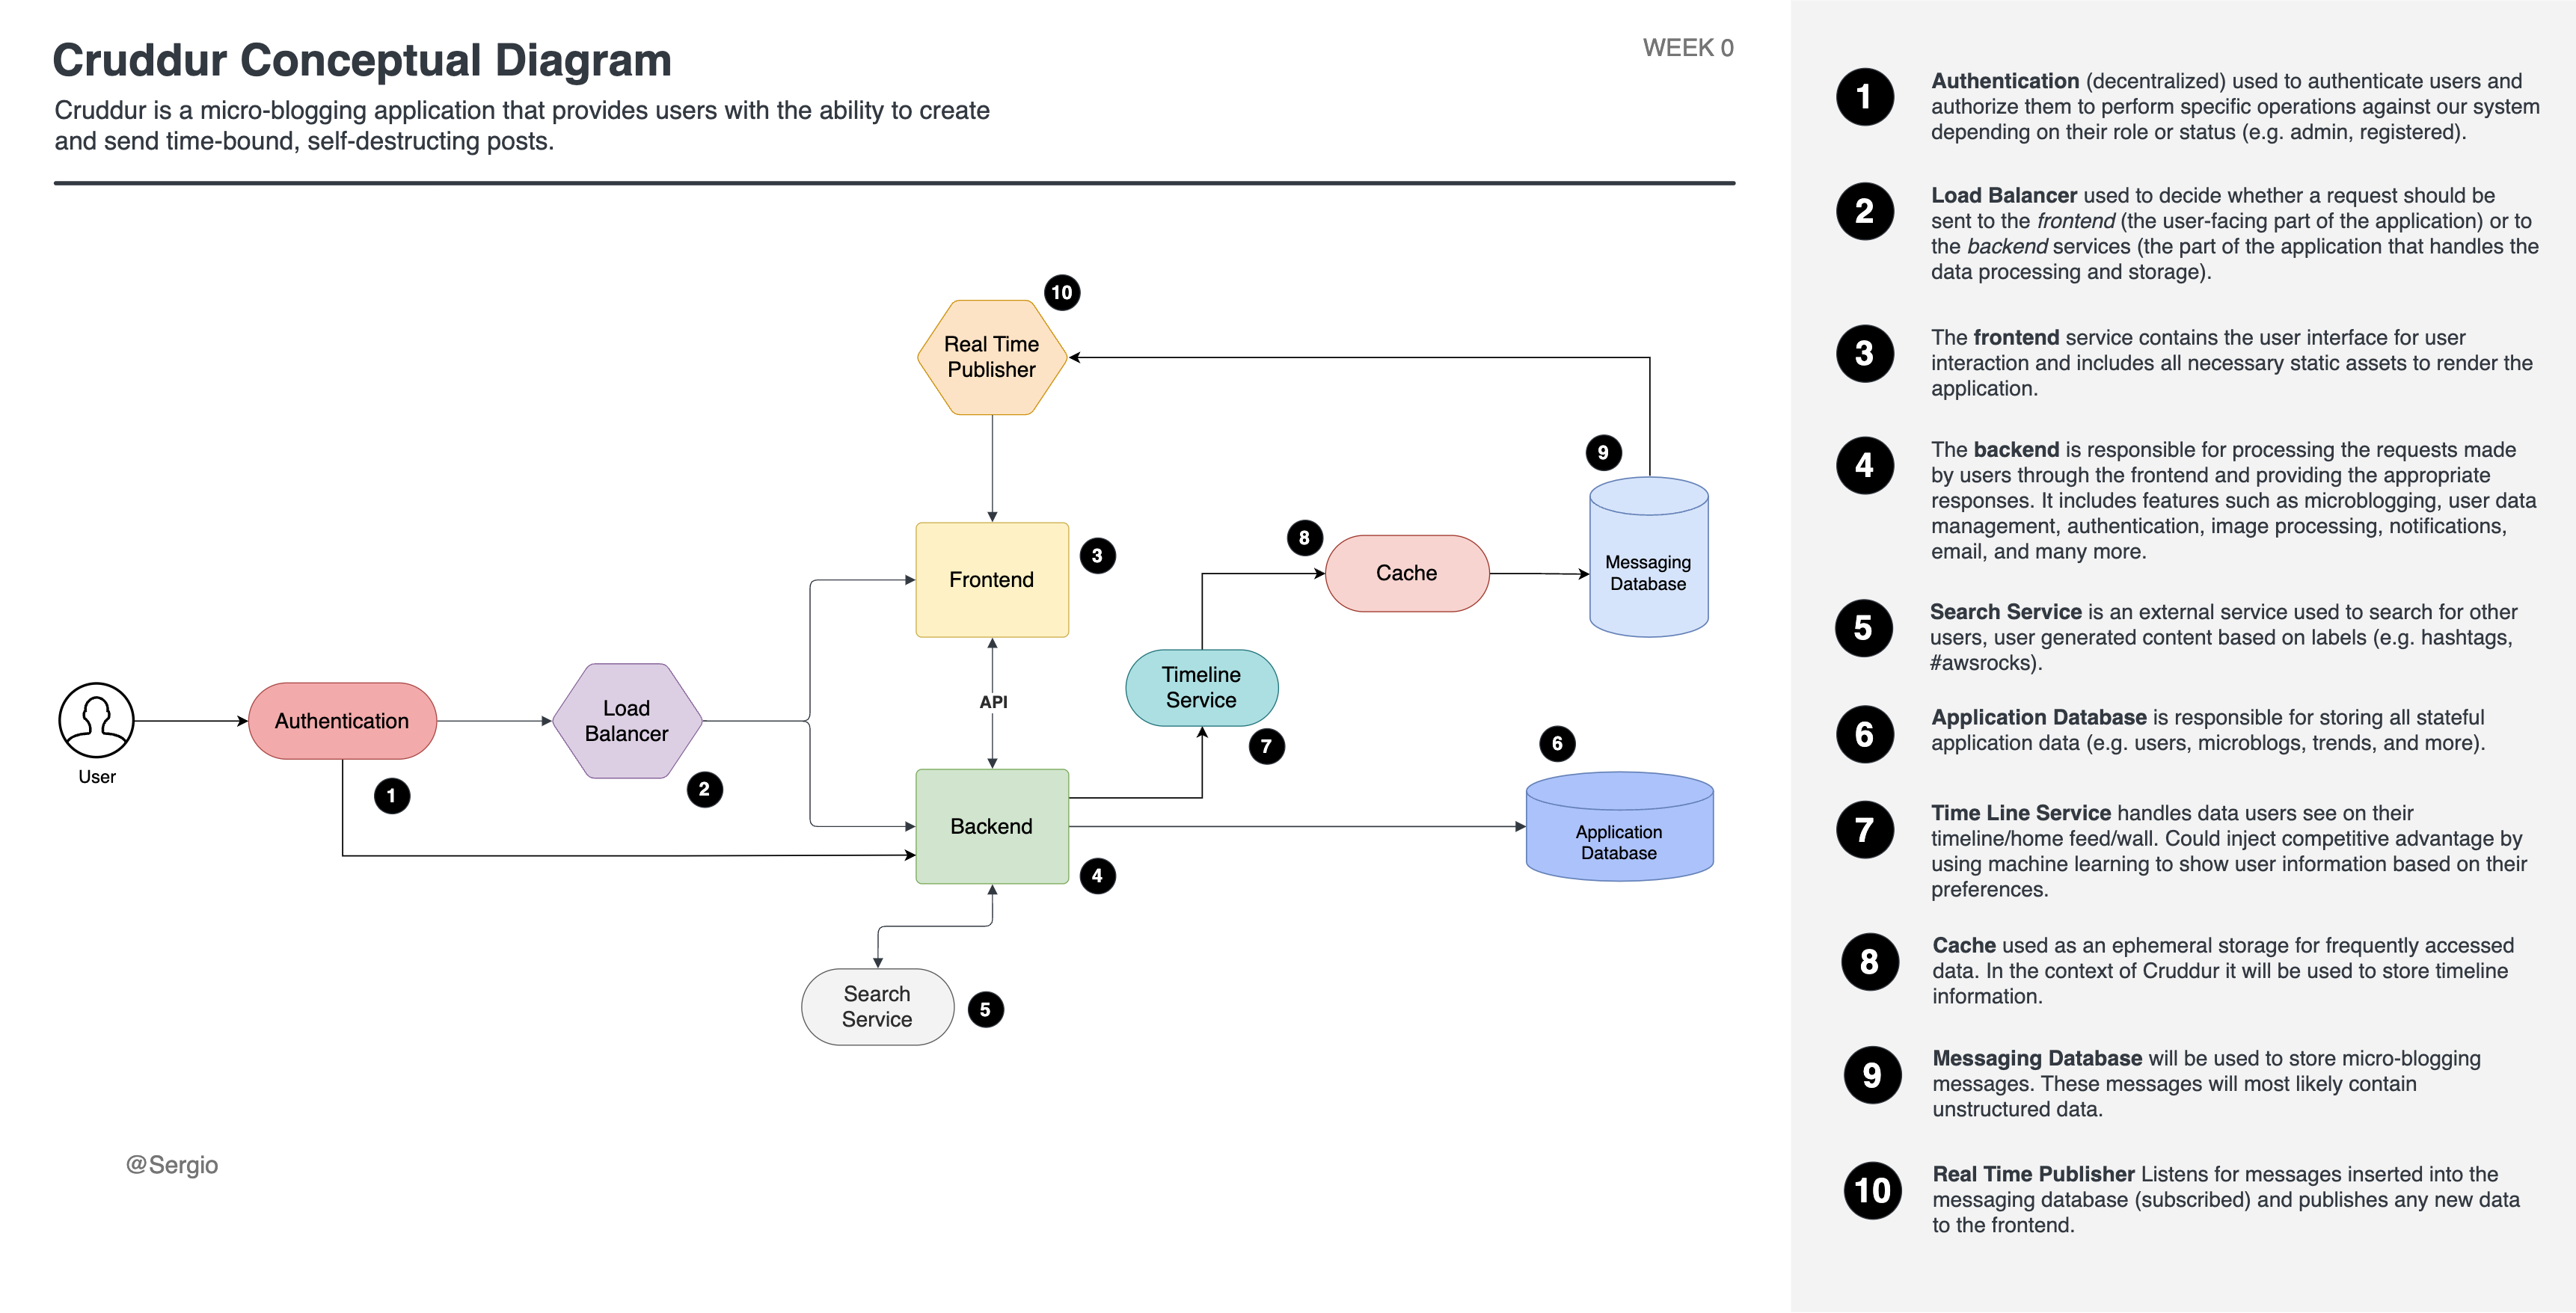 Cruddur Conceptual Diagram
WEEK 0
Cruddur is a micro-blogging application that provides users with the ability to create
and send time-bound, self-destructing posts.
10
Real Time
Publisher
9
Messaging
Database
8
Cache
3
Frontend
Timeline
Service
7
API
6
Application
Database
User
Authentication
1
Load
Balancer
2
Backend
4
Search
Service
5
@Sergio
1
Authentication (decentralized) used to authenticate users and
authorize them to perform specific operations against our system
depending on their role or status (e.g. admin, registered).
2
Load Balancer used to decide whether a request should be
sent to the frontend (the user-facing part of the application) or to
the backend services (the part of the application that handles the
data processing and storage).
3
The frontend service contains the user interface for user
interaction and includes all necessary static assets to render the
application.
4
The backend is responsible for processing the requests made
by users through the frontend and providing the appropriate
responses. It includes features such as microblogging, user data
management, authentication, image processing, notifications,
email, and many more.
5
Search Service is an external service used to search for other
users, user generated content based on labels (e.g. hashtags,
#awsrocks).
6
Application Database is responsible for storing all stateful
application data (e.g. users, microblogs, trends, and more).
7
Time Line Service handles data users see on their
timeline/home feed/wall. Could inject competitive advantage by
using machine learning to show user information based on their
preferences.
8
Cache used as an ephemeral storage for frequently accessed
data. In the context of Cruddur it will be used to store timeline
information.
9
Messaging Database will be used to store micro-blogging
messages. These messages will most likely contain
unstructured data.
10
Real Time Publisher Listens for messages inserted into the
messaging database (subscribed) and publishes any new data
to the frontend.